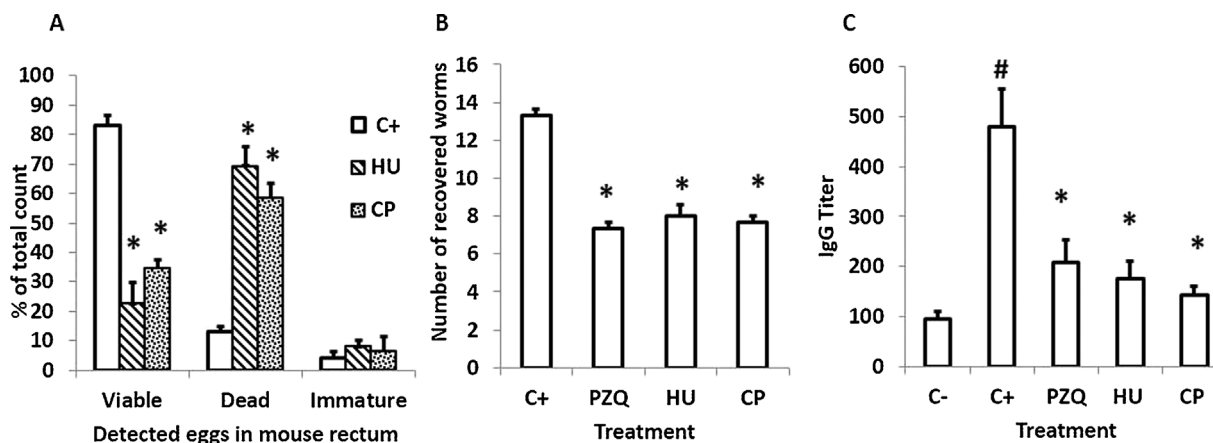 A
% of total count
100
90
80
70
60
50
40
30
20
10
0
*
*
*
*
C+
HU
CP
Viable Dead Immature
Detected eggs in mouse rectum
B
Number of recovered worms
16
14
12
10
8
6
4
2
0
*
*
*
C+ PZQ HU CP
Treatment
C
IgG Titer
600
500
400
300
200
100
0
#
*
*
*
C- C+ PZQ HU CP
Treatment